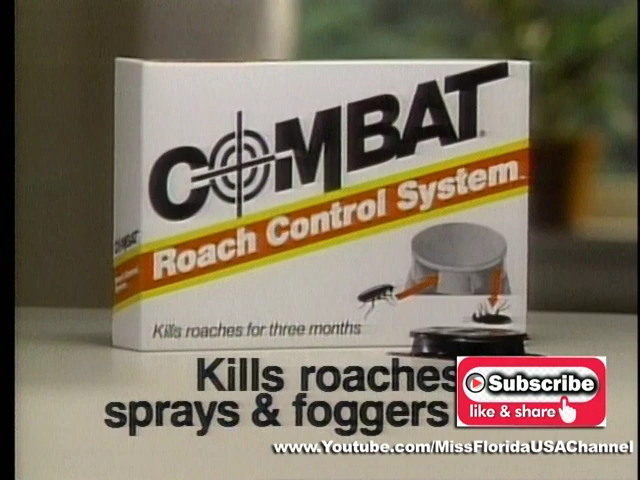 COMBAT
Roach Control System
Kills roaches for three months
COMBAT
Kills roaches
sprays & foggers
Subscribe
like & share
www.Youtube.com/MissFloridaUSAChannel